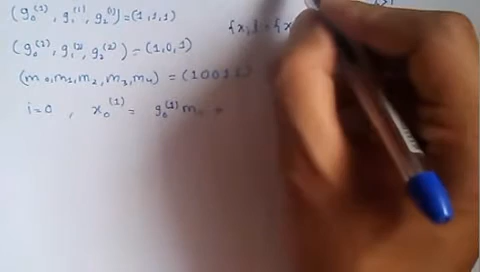 (g₀⁽¹⁾, g₁⁽¹⁾, g₂⁽¹⁾) = (1,1,1)
(g₀⁽²⁾, g₁⁽²⁾, g₂⁽²⁾) = (1,0,1)
(m₀, m₁, m₂, m₃, m₄) = (10011)
i=0 , x₀⁽¹⁾ = g₀⁽¹⁾ m₀ +
{x;} = {x